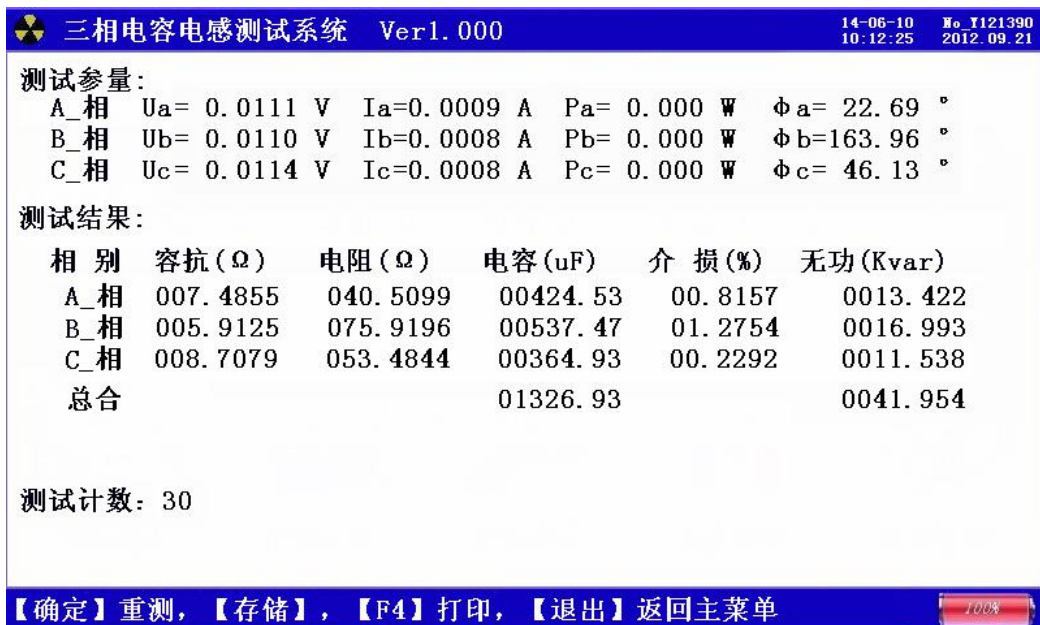 三相电容电感测试系统 Ver1.000 14-06-10 No_Y121390
10:12:25 2012.09.21
测试参量:
A_相 Ua= 0.0111 V Ia=0.0009 A Pa= 0.000 W Φa= 22.69 °
B_相 Ub= 0.0110 V Ib=0.0008 A Pb= 0.000 W Φb=163.96 °
C_相 Uc= 0.0114 V Ic=0.0008 A Pc= 0.000 W Φc= 46.13 °
测试结果:
相 别 容抗(Ω) 电阻(Ω) 电容(uF) 介 损(%) 无功(Kvar)
A_相 007.4855 040.5099 00424.53 00.8157 0013.422
B_相 005.9125 075.9196 00537.47 01.2754 0016.993
C_相 008.7079 053.4844 00364.93 00.2292 0011.538
总合 01326.93 0041.954
测试计数: 30
【确定】重测, 【存储】, 【F4】打印, 【退出】返回主菜单 100%